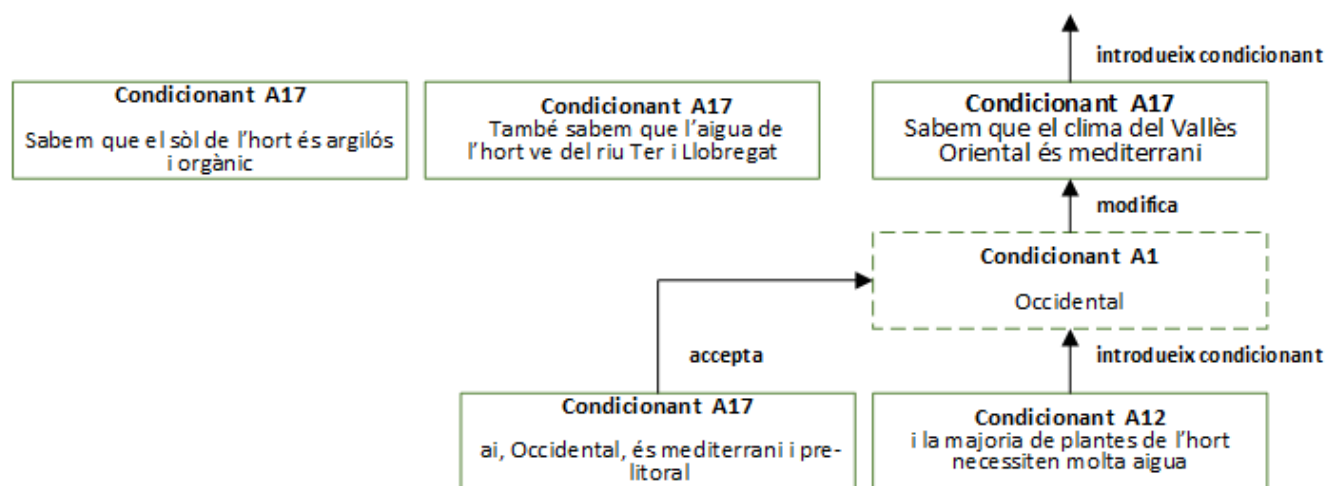 introdueix condicionant
Condicionant A17
Sabem que el sòl de l'hort és argilós
i orgànic
Condicionant A17
També sabem que l'aigua de
l'hort ve del riu Ter i Llobregat
Condicionant A17
Sabem que el clima del Vallès
Oriental és mediterrani
modifica
Condicionant A1
Occidental
accepta
introdueix condicionant
Condicionant A17
ai, Occidental, és mediterrani i pre-
litoral
Condicionant A12
i la majoria de plantes de l'hort
necessiten molta aigua